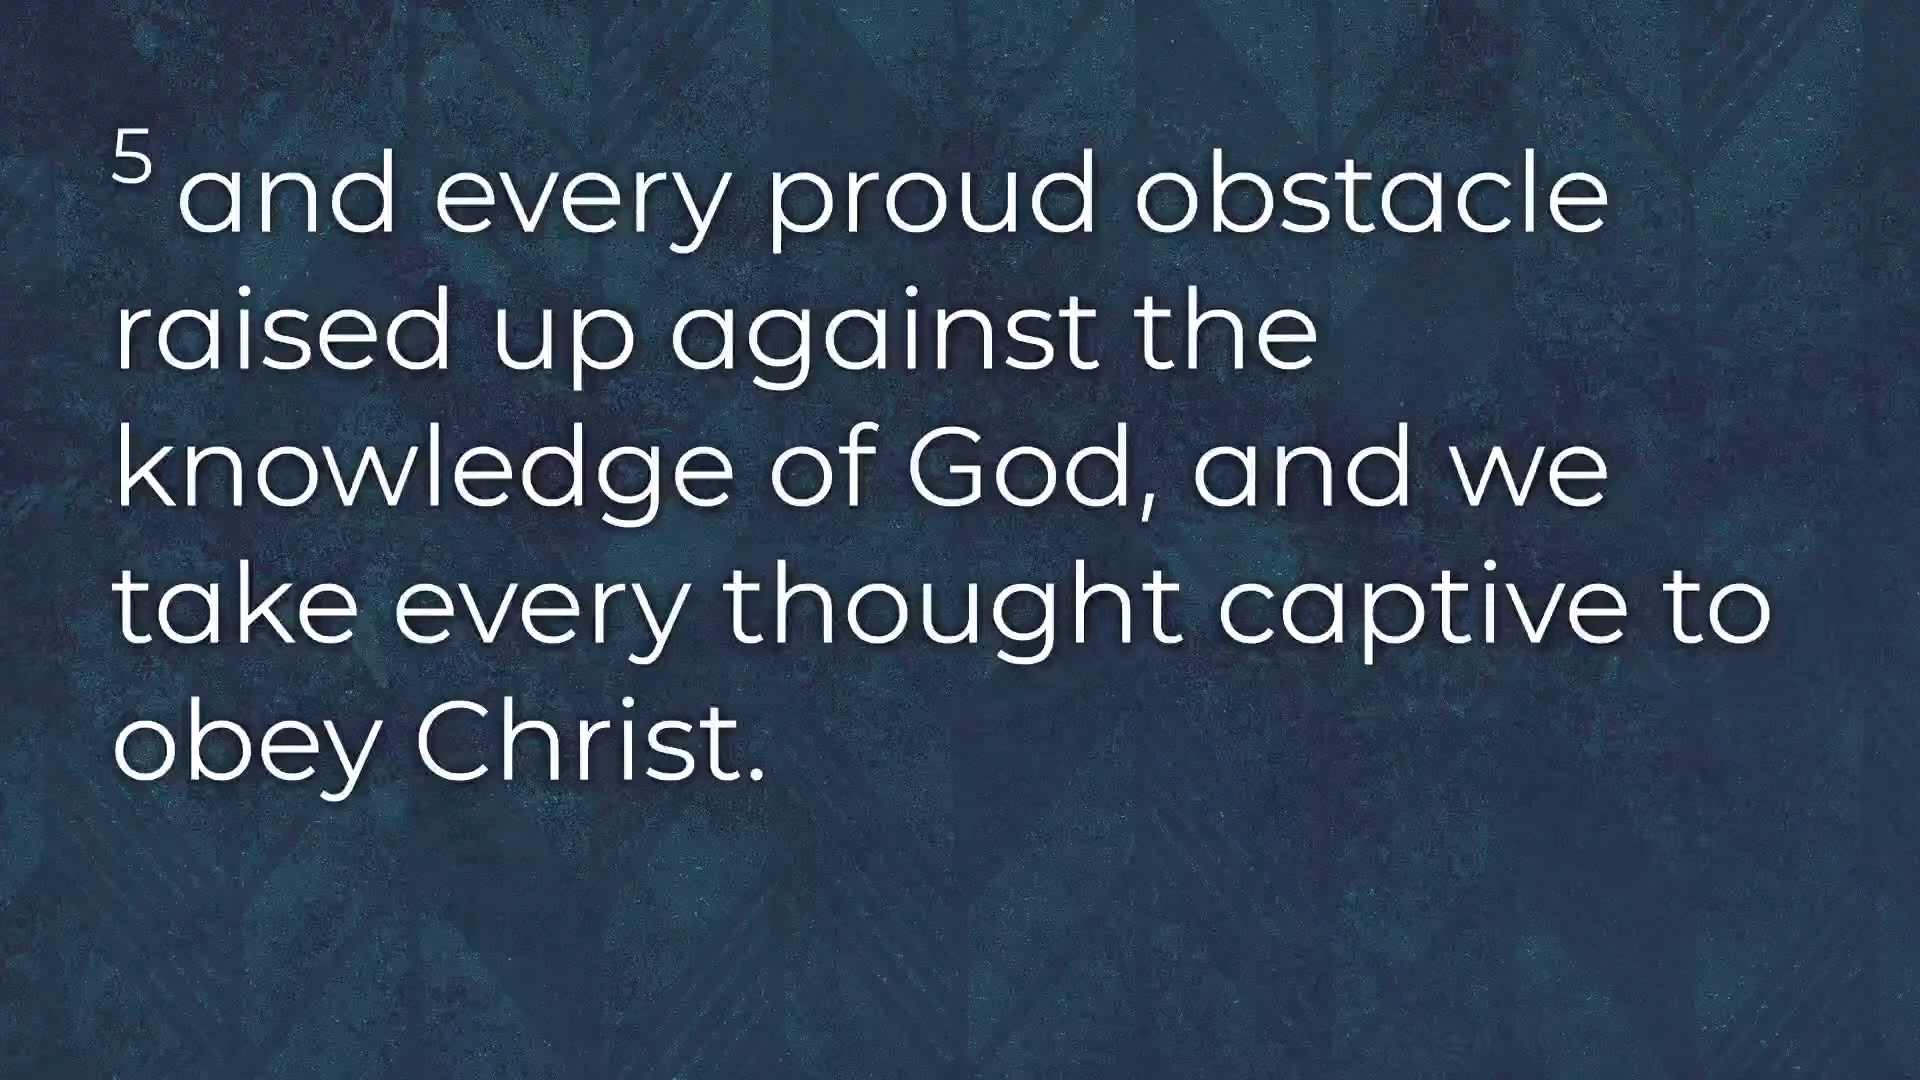 5 and every proud obstacle
raised up against the
knowledge of God, and we
take every thought captive to
obey Christ.